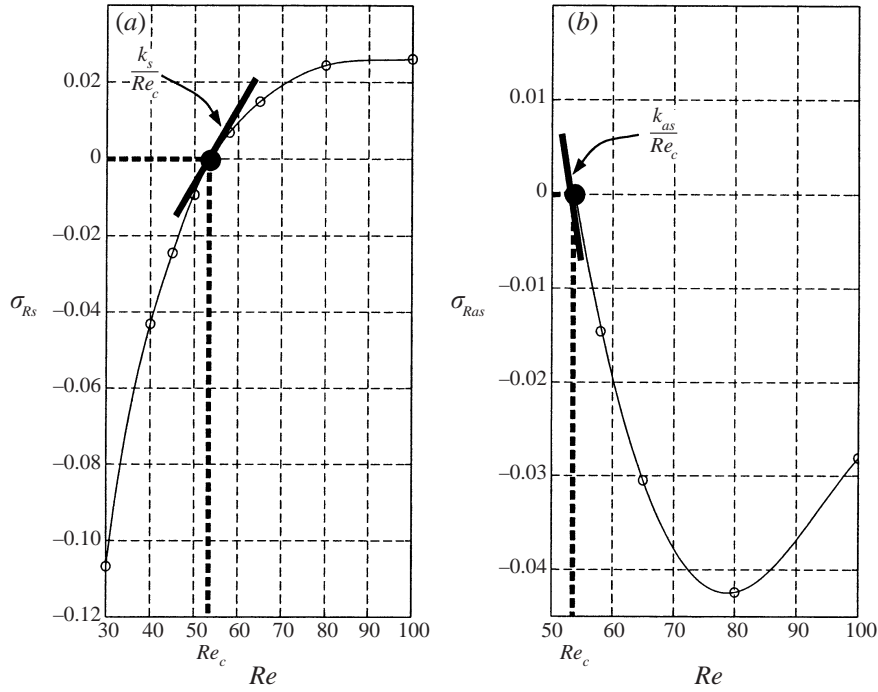 (a)
k_s
Re_c
0.02
0
–0.02
–0.04
–0.06
–0.08
–0.10
–0.12
σ_Rs
30 40 50 60 70 80 90 100
Re_c
Re
(b)
k_as
Re_c
0.01
0
–0.01
–0.02
–0.03
–0.04
σ_Ras
50 60 70 80 90 100
Re_c
Re